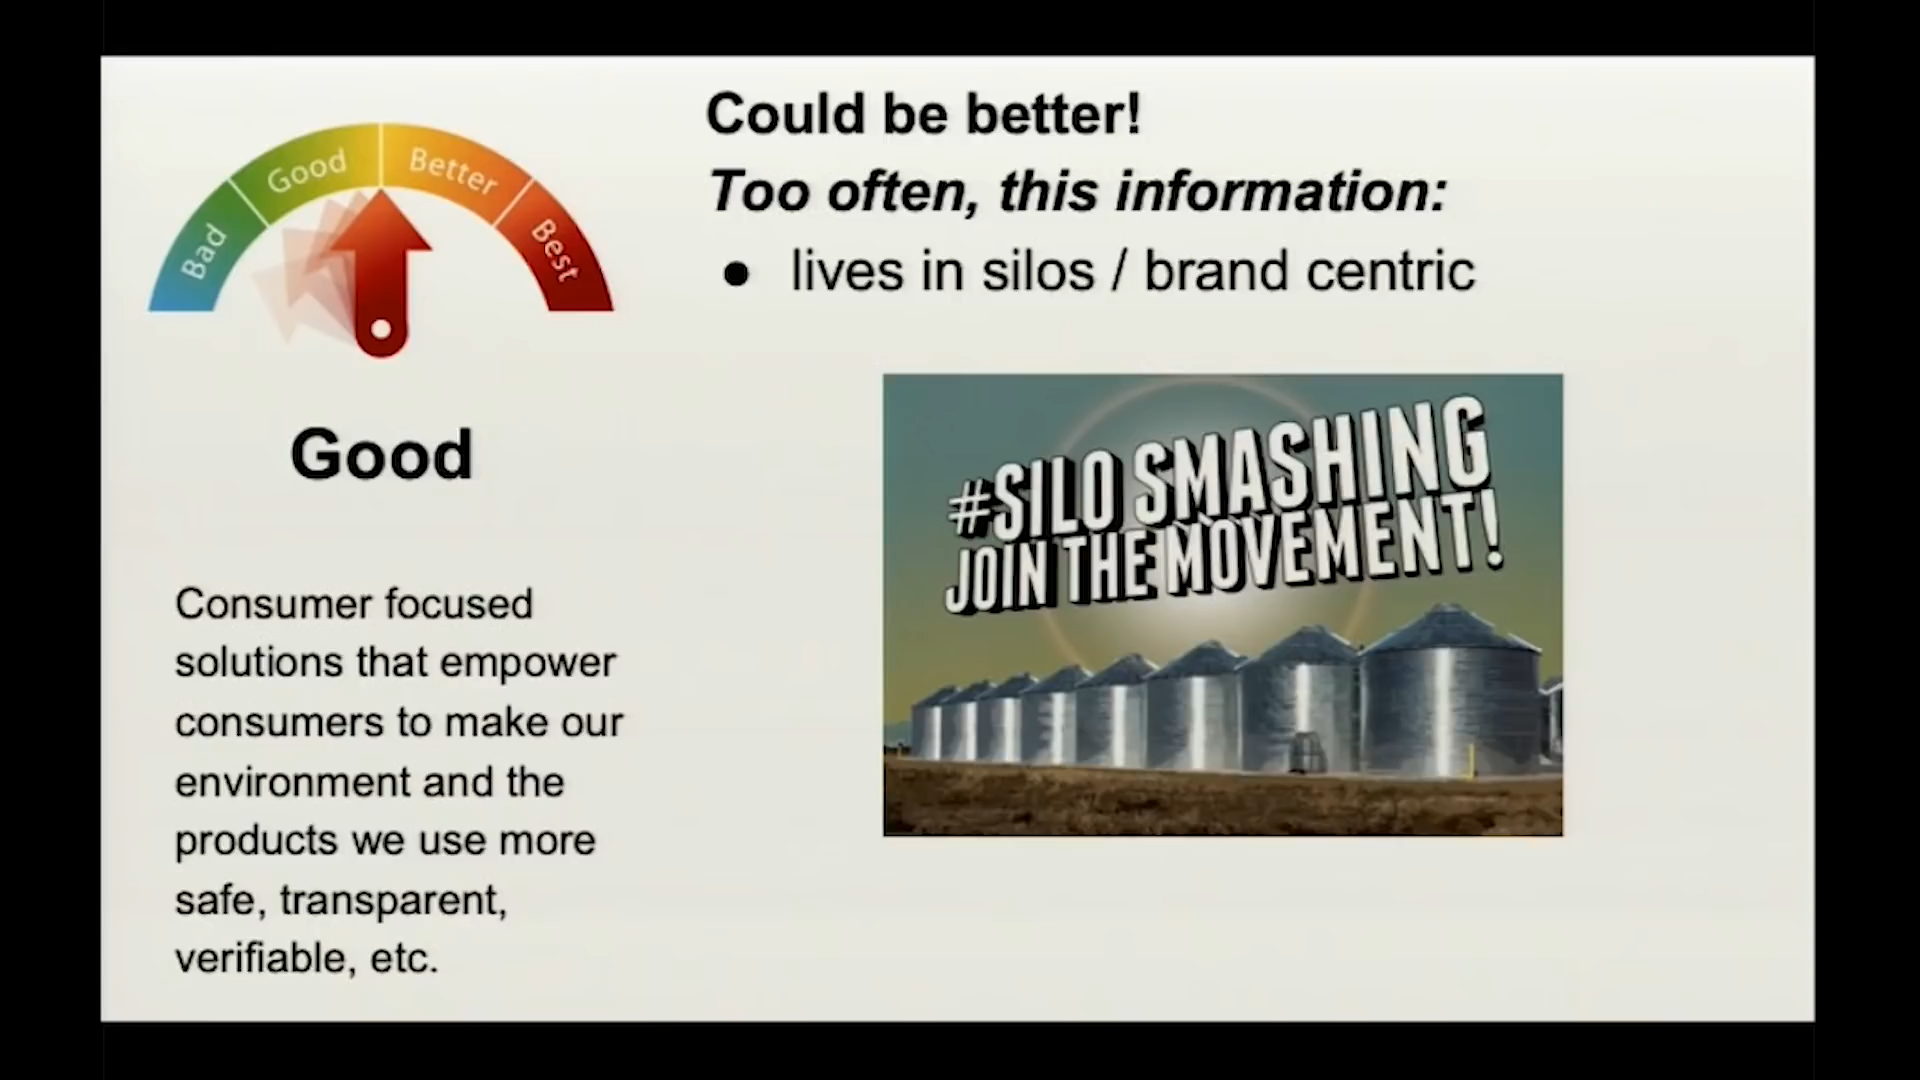 Bad
Good
Better
Best
Good
Consumer focused
solutions that empower
consumers to make our
environment and the
products we use more
safe, transparent,
verifiable, etc.
Could be better!
Too often, this information:
● lives in silos / brand centric
#SILO SMASHING
JOIN THE MOVEMENT!